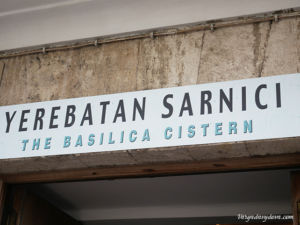 YEREBATAN SARNICI
THE BASILICA CISTERN